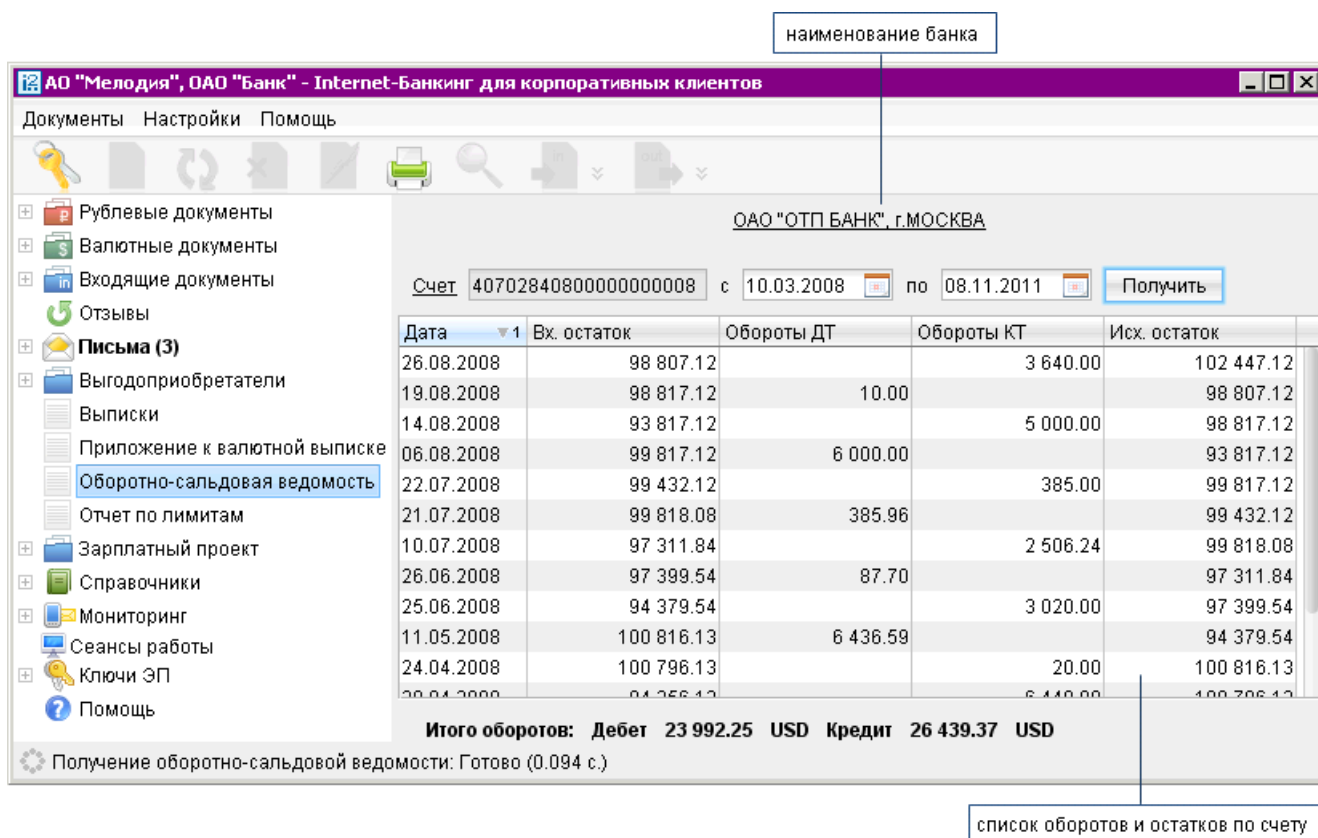 наименование банка
АО "Мелодия", ОАО "Банк" - Internet-Банкинг для корпоративных клиентов
Документы Настройки Помощь
in out
Рублевые документы
Валютные документы
Входящие документы
Отзывы
Письма (3)
Выгодоприобретатели
Выписки
Приложение к валютной выписке
Оборотно-сальдовая ведомость
Отчет по лимитам
Зарплатный проект
Справочники
Мониторинг
Сеансы работы
Ключи ЭП
Помощь
ОАО "ОТП БАНК", г.МОСКВА
Счет 40702840800000000008 с 10.03.2008 по 08.11.2011 Получить
Дата 1 Вх. остаток Обороты ДТ Обороты КТ Исх. остаток
26.08.2008 98 807.12 3 640.00 102 447.12
19.08.2008 98 817.12 10.00 98 807.12
14.08.2008 93 817.12 5 000.00 98 817.12
06.08.2008 99 817.12 6 000.00 93 817.12
22.07.2008 99 432.12 385.00 99 817.12
21.07.2008 99 818.08 385.96 99 432.12
10.07.2008 97 311.84 2 506.24 99 818.08
26.06.2008 97 399.54 87.70 97 311.84
25.06.2008 94 379.54 3 020.00 97 399.54
11.05.2008 100 816.13 6 436.59 94 379.54
24.04.2008 100 796.13 20.00 100 816.13
Итого оборотов: Дебет 23 992.25 USD Кредит 26 439.37 USD
Получение оборотно-сальдовой ведомости: Готово (0.094 с.)
список оборотов и остатков по счету